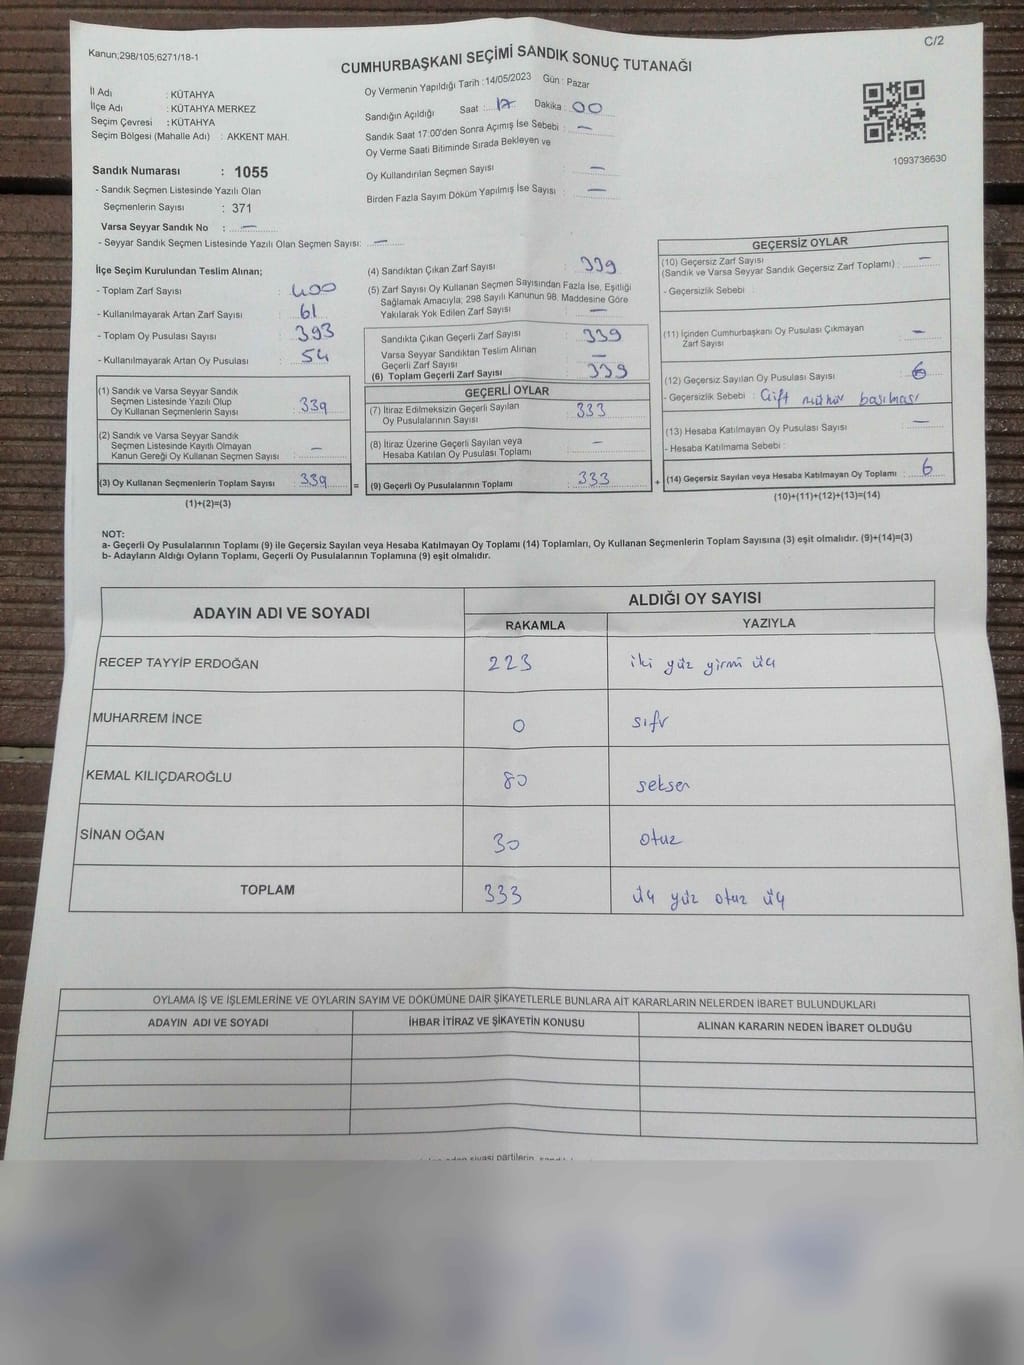 Kanun;298/105;6271/18-1
C/2
CUMHURBAŞKANI SEÇİMİ SANDIK SONUÇ TUTANAĞI
İl Adı : KÜTAHYA
İlçe Adı : KÜTAHYA MERKEZ
Seçim Çevresi : KÜTAHYA
Seçim Bölgesi (Mahalle Adı) : AKKENT MAH.
Oy Vermenin Yapıldığı Tarih : 14/05/2023 Gün : Pazar
Sandığın Açıldığı Saat : 17 Dakika : 00
Sandık Saat 17:00'den Sonra Açımış İse Sebebi : —
Oy Verme Saati Bitiminde Sırada Bekleyen ve
Oy Kullandırılan Seçmen Sayısı : —
Birden Fazla Sayım Döküm Yapılmış İse Sayısı : —
1093736630
Sandık Numarası : 1055
- Sandık Seçmen Listesinde Yazılı Olan
Seçmenlerin Sayısı : 371
Varsa Seyyar Sandık No : —
- Seyyar Sandık Seçmen Listesinde Yazılı Olan Seçmen Sayısı: —
İlçe Seçim Kurulundan Teslim Alınan;
- Toplam Zarf Sayısı : 400
- Kullanılmayarak Artan Zarf Sayısı : 61
- Toplam Oy Pusulası Sayısı : 393
- Kullanılmayarak Artan Oy Pusulası : 54
(1) Sandık ve Varsa Seyyar Sandık
Seçmen Listesinde Yazılı Olup
Oy Kullanan Seçmenlerin Sayısı : 339
(2) Sandık ve Varsa Seyyar Sandık
Seçmen Listesinde Kayıtlı Olmayan
Kanun Gereği Oy Kullanan Seçmen Sayısı : —
(3) Oy Kullanan Seçmenlerin Toplam Sayısı : 339
(1)+(2)=(3)
(4) Sandıktan Çıkan Zarf Sayısı : 339
(5) Zarf Sayısı Oy Kullanan Seçmen Sayısından Fazla İse, Eşitliği
Sağlamak Amacıyla; 298 Sayılı Kanunun 98. Maddesine Göre
Yakılarak Yok Edilen Zarf Sayısı : —
Sandıkta Çıkan Geçerli Zarf Sayısı : 339
Varsa Seyyar Sandıktan Teslim Alınan
Geçerli Zarf Sayısı : —
(6) Toplam Geçerli Zarf Sayısı : 339
GEÇERLİ OYLAR
(7) İtiraz Edilmeksizin Geçerli Sayılan
Oy Pusulalarının Sayısı : 333
(8) İtiraz Üzerine Geçerli Sayılan veya
Hesaba Katılan Oy Pusulası Toplamı : —
= (9) Geçerli Oy Pusulalarının Toplamı : 333
GEÇERSİZ OYLAR
(10) Geçersiz Zarf Sayısı
(Sandık ve Varsa Seyyar Sandık Geçersiz Zarf Toplamı) : —
- Geçersizlik Sebebi :
(11) İçinden Cumhurbaşkanı Oy Pusulası Çıkmayan
Zarf Sayısı : —
(12) Geçersiz Sayılan Oy Pusulası Sayısı : 6
- Geçersizlik Sebebi : Çift mühür basılması
(13) Hesaba Katılmayan Oy Pusulası Sayısı : —
- Hesaba Katılmama Sebebi :
+ (14) Geçersiz Sayılan veya Hesaba Katılmayan Oy Toplamı : 6
(10)+(11)+(12)+(13)=(14)
NOT:
a- Geçerli Oy Pusulalarının Toplamı (9) ile Geçersiz Sayılan veya Hesaba Katılmayan Oy Toplamı (14) Toplamları, Oy Kullanan Seçmenlerin Toplam Sayısına (3) eşit olmalıdır. (9)+(14)=(3)
b- Adayların Aldığı Oyların Toplamı, Geçerli Oy Pusulalarının Toplamına (9) eşit olmalıdır.
ADAYIN ADI VE SOYADI ALDIĞI OY SAYISI
RAKAMLA YAZIYLA
RECEP TAYYİP ERDOĞAN 223 iki yüz yirmi üç
MUHARREM İNCE 0 sıfır
KEMAL KILIÇDAROĞLU 80 seksen
SİNAN OĞAN 30 otuz
TOPLAM 333 üç yüz otuz üç
OYLAMA İŞ VE İŞLEMLERİNE VE OYLARIN SAYIM VE DÖKÜMÜNE DAİR ŞİKAYETLERLE BUNLARA AİT KARARLARIN NELERDEN İBARET BULUNDUKLARI
ADAYIN ADI VE SOYADI İHBAR İTİRAZ VE ŞİKAYETİN KONUSU ALINAN KARARIN NEDEN İBARET OLDUĞU
siyasi partilerin,